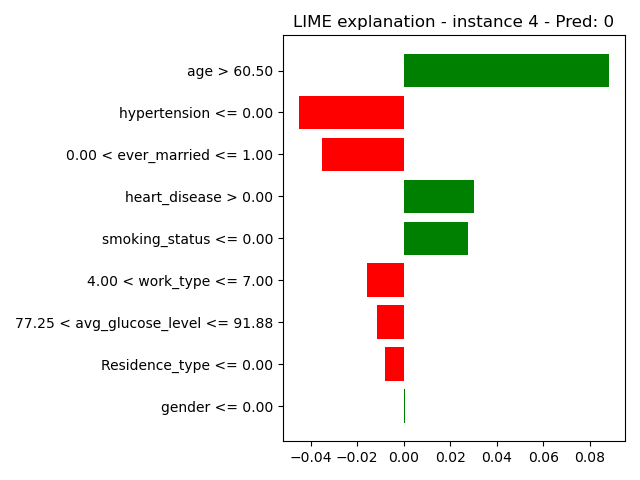 LIME explanation - instance 4 - Pred: 0
age > 60.50
hypertension <= 0.00
0.00 < ever_married <= 1.00
heart_disease > 0.00
smoking_status <= 0.00
4.00 < work_type <= 7.00
77.25 < avg_glucose_level <= 91.88
Residence_type <= 0.00
gender <= 0.00
−0.04 −0.02 0.00 0.02 0.04 0.06 0.08